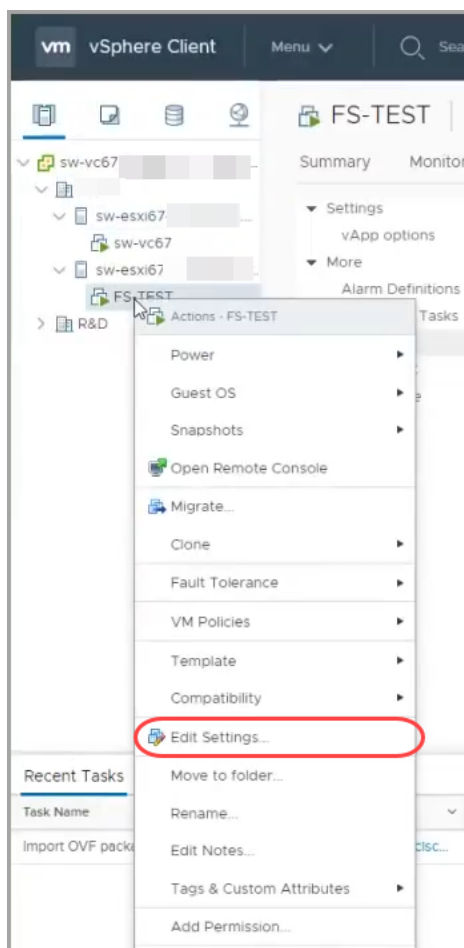 vm vSphere Client Menu Sea
FS-TEST
sw-vc67
Summary Monitor
Settings
sw-esxi67
vApp options
sw-vc67
More
sw-esxi67
Alarm Definitions
FS-TEST
Tasks
R&D
Actions - FS-TEST
Power
Guest OS
Snapshots
Open Remote Console
Migrate...
Clone
Fault Tolerance
VM Policies
Template
Compatibility
Edit Settings...
Move to folder...
Rename...
Edit Notes...
Tags & Custom Attributes
Add Permission...
Recent Tasks
Task Name
Import OVF packa
cisc...